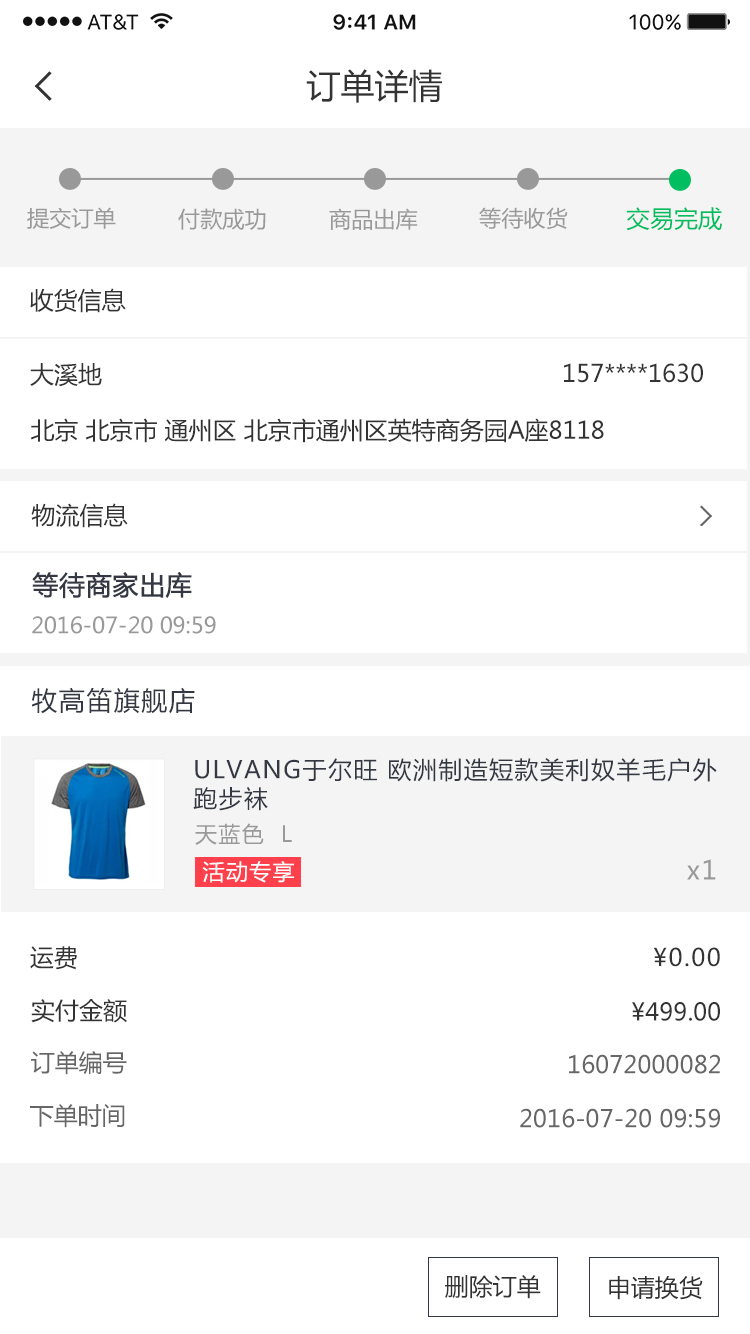 AT&T 9:41 AM 100%
订单详情
提交订单 付款成功 商品出库 等待收货 交易完成
收货信息
大溪地 157****1630
北京 北京市 通州区 北京市通州区英特商务园A座8118
物流信息
等待商家出库
2016-07-20 09:59
牧高笛旗舰店
ULVANG于尔旺 欧洲制造短款美利奴羊毛户外
跑步袜
天蓝色 L
活动专享 x1
运费 ¥0.00
实付金额 ¥499.00
订单编号 16072000082
下单时间 2016-07-20 09:59
删除订单 申请换货